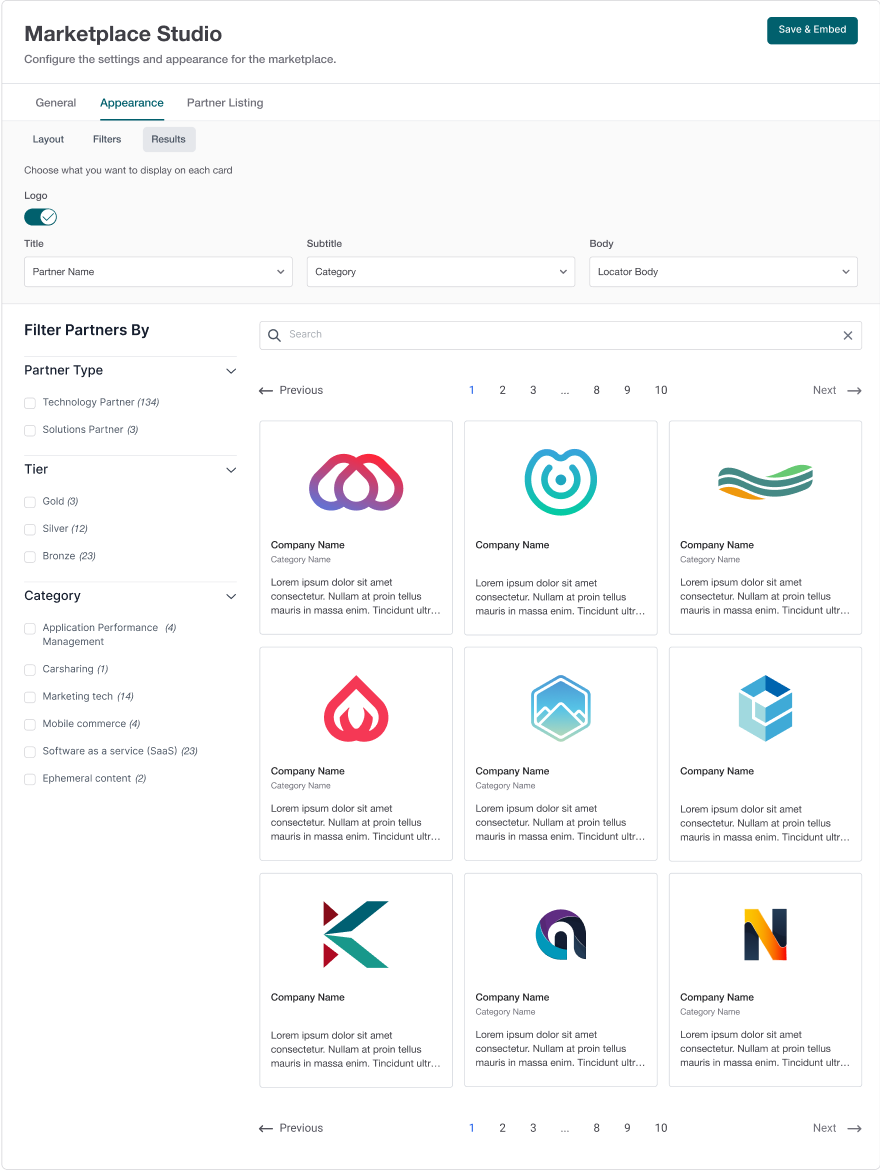 Marketplace Studio
Save & Embed
Configure the settings and appearance for the marketplace.
General Appearance Partner Listing
Layout Filters Results
Choose what you want to display on each card
Logo
Title Subtitle Body
Partner Name Category Locator Body
Filter Partners By
Partner Type
Technology Partner (134)
Solutions Partner (3)
Tier
Gold (3)
Silver (12)
Bronze (23)
Category
Application Performance (4)
Management
Carsharing (1)
Marketing tech (14)
Mobile commerce (4)
Software as a service (SaaS) (23)
Ephemeral content (2)
Search
Previous 1 2 3 ... 8 9 10 Next
Company Name
Category Name
Lorem ipsum dolor sit amet
consectetur. Nullam at proin tellus
mauris in massa enim. Tincidunt ultr...
Company Name
Lorem ipsum dolor sit amet
consectetur. Nullam at proin tellus
mauris in massa enim. Tincidunt ultr...
Company Name
Category Name
Lorem ipsum dolor sit amet
consectetur. Nullam at proin tellus
mauris in massa enim. Tincidunt ultr...
Company Name
Category Name
Lorem ipsum dolor sit amet
consectetur. Nullam at proin tellus
mauris in massa enim. Tincidunt ultr...
Company Name
Category Name
Lorem ipsum dolor sit amet
consectetur. Nullam at proin tellus
mauris in massa enim. Tincidunt ultr...
Company Name
Lorem ipsum dolor sit amet
consectetur. Nullam at proin tellus
mauris in massa enim. Tincidunt ultr...
Company Name
Lorem ipsum dolor sit amet
consectetur. Nullam at proin tellus
mauris in massa enim. Tincidunt ultr...
Company Name
Category Name
Lorem ipsum dolor sit amet
consectetur. Nullam at proin tellus
mauris in massa enim. Tincidunt ultr...
Company Name
Category Name
Lorem ipsum dolor sit amet
consectetur. Nullam at proin tellus
mauris in massa enim. Tincidunt ultr...
Previous 1 2 3 ... 8 9 10 Next